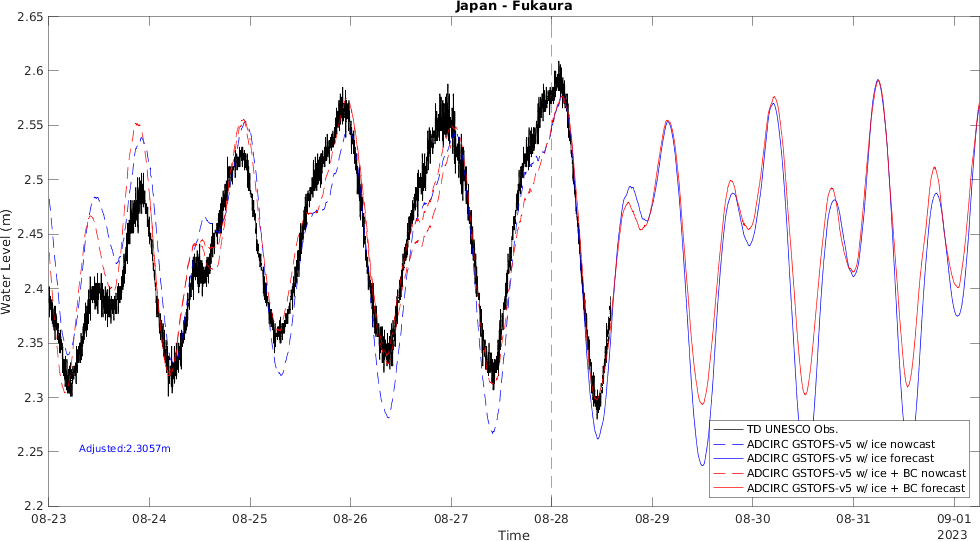 Japan - Fukaura
2.65
2.6
2.55
2.5
2.45
2.4
2.35
2.3
2.25
2.2
Water Level (m)
Adjusted:2.3057m
TD UNESCO Obs.
ADCIRC GSTOFS-v5 w/ ice nowcast
ADCIRC GSTOFS-v5 w/ ice forecast
ADCIRC GSTOFS-v5 w/ ice + BC nowcast
ADCIRC GSTOFS-v5 w/ ice + BC forecast
08-23 08-24 08-25 08-26 08-27 08-28 08-29 08-30 08-31 09-01
Time 2023